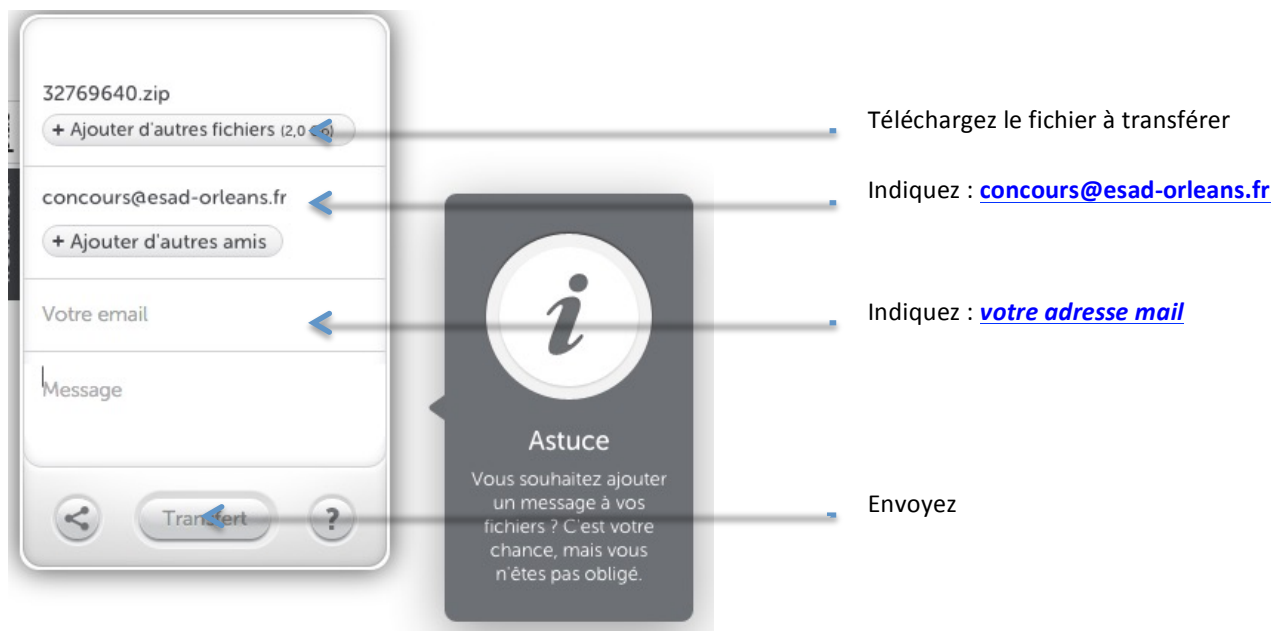 32769640.zip
+ Ajouter d'autres fichiers (2,0
Téléchargez le fichier à transférer
concours@esad-orleans.fr
Indiquez : concours@esad-orleans.fr
+ Ajouter d'autres amis
Votre email
Indiquez : votre adresse mail
Message
Astuce
Vous souhaitez ajouter
un message à vos
fichiers ? C'est votre
chance, mais vous
n'êtes pas obligé.
Transfert
?
Envoyez